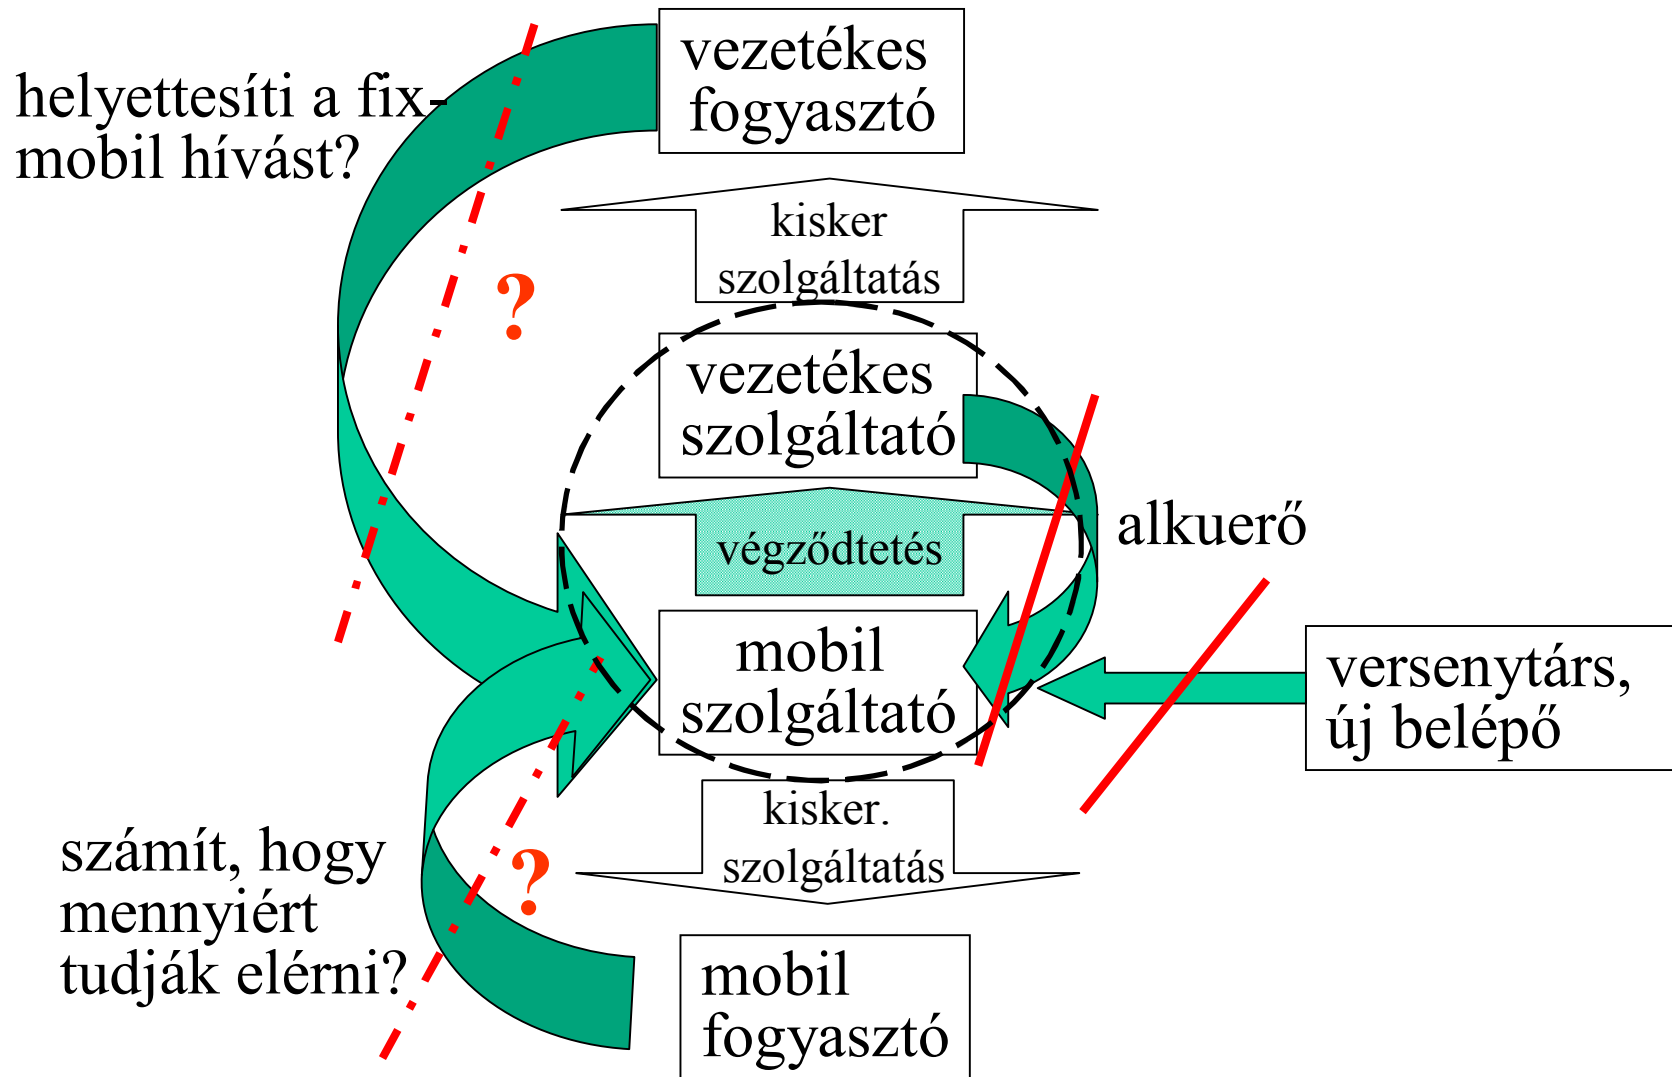 vezetékes
fogyasztó
helyettesíti a fix-
mobil hívást?
kisker
szolgáltatás
?
vezetékes
szolgáltató
alkuerő
végződtetés
mobil
szolgáltató
versenytárs,
új belépő
kisker.
szolgáltatás
számít, hogy
mennyiért
tudják elérni?
?
mobil
fogyasztó